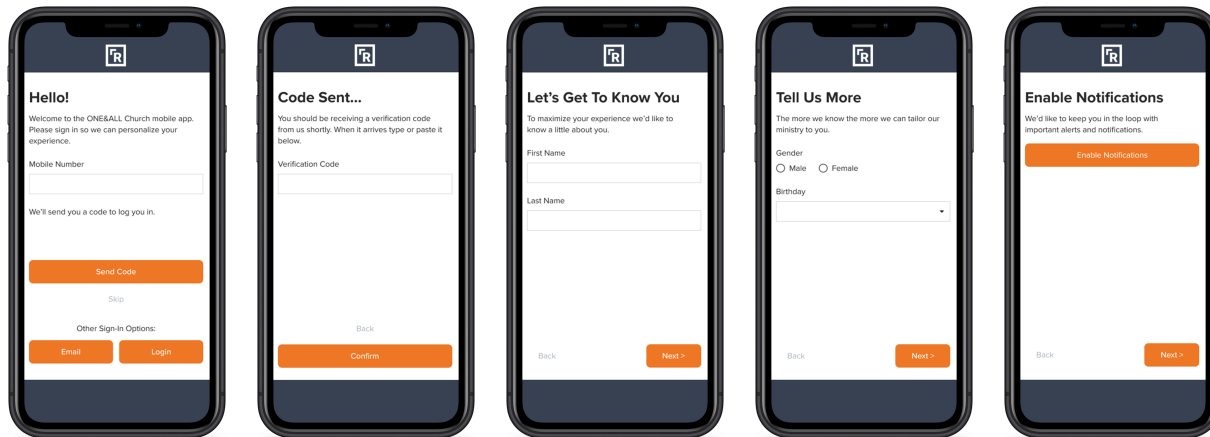 R
Hello!
Welcome to the ONE&ALL Church mobile app.
Please sign in so we can personalize your
experience.
Mobile Number
We'll send you a code to log you in.
Send Code
Skip
Other Sign-In Options:
Email
Login
R
Code Sent...
You should be receiving a verification code
from us shortly. When it arrives type or paste it
below.
Verification Code
Back
Confirm
R
Let's Get To Know You
To maximize your experience we'd like to
know a little about you.
First Name
Last Name
Back
Next >
R
Tell Us More
The more we know the more we can tailor our
ministry to you.
Gender
Male
Female
Birthday
Back
Next >
R
Enable Notifications
We'd like to keep you in the loop with
important alerts and notifications.
Enable Notifications
Back
Next >